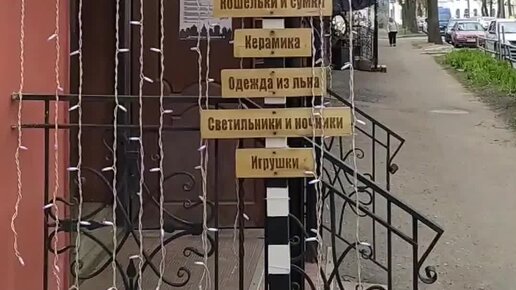 Кошельки и сумки
Керамика
Одежда из льна
Светильники и ночники
Игрушки